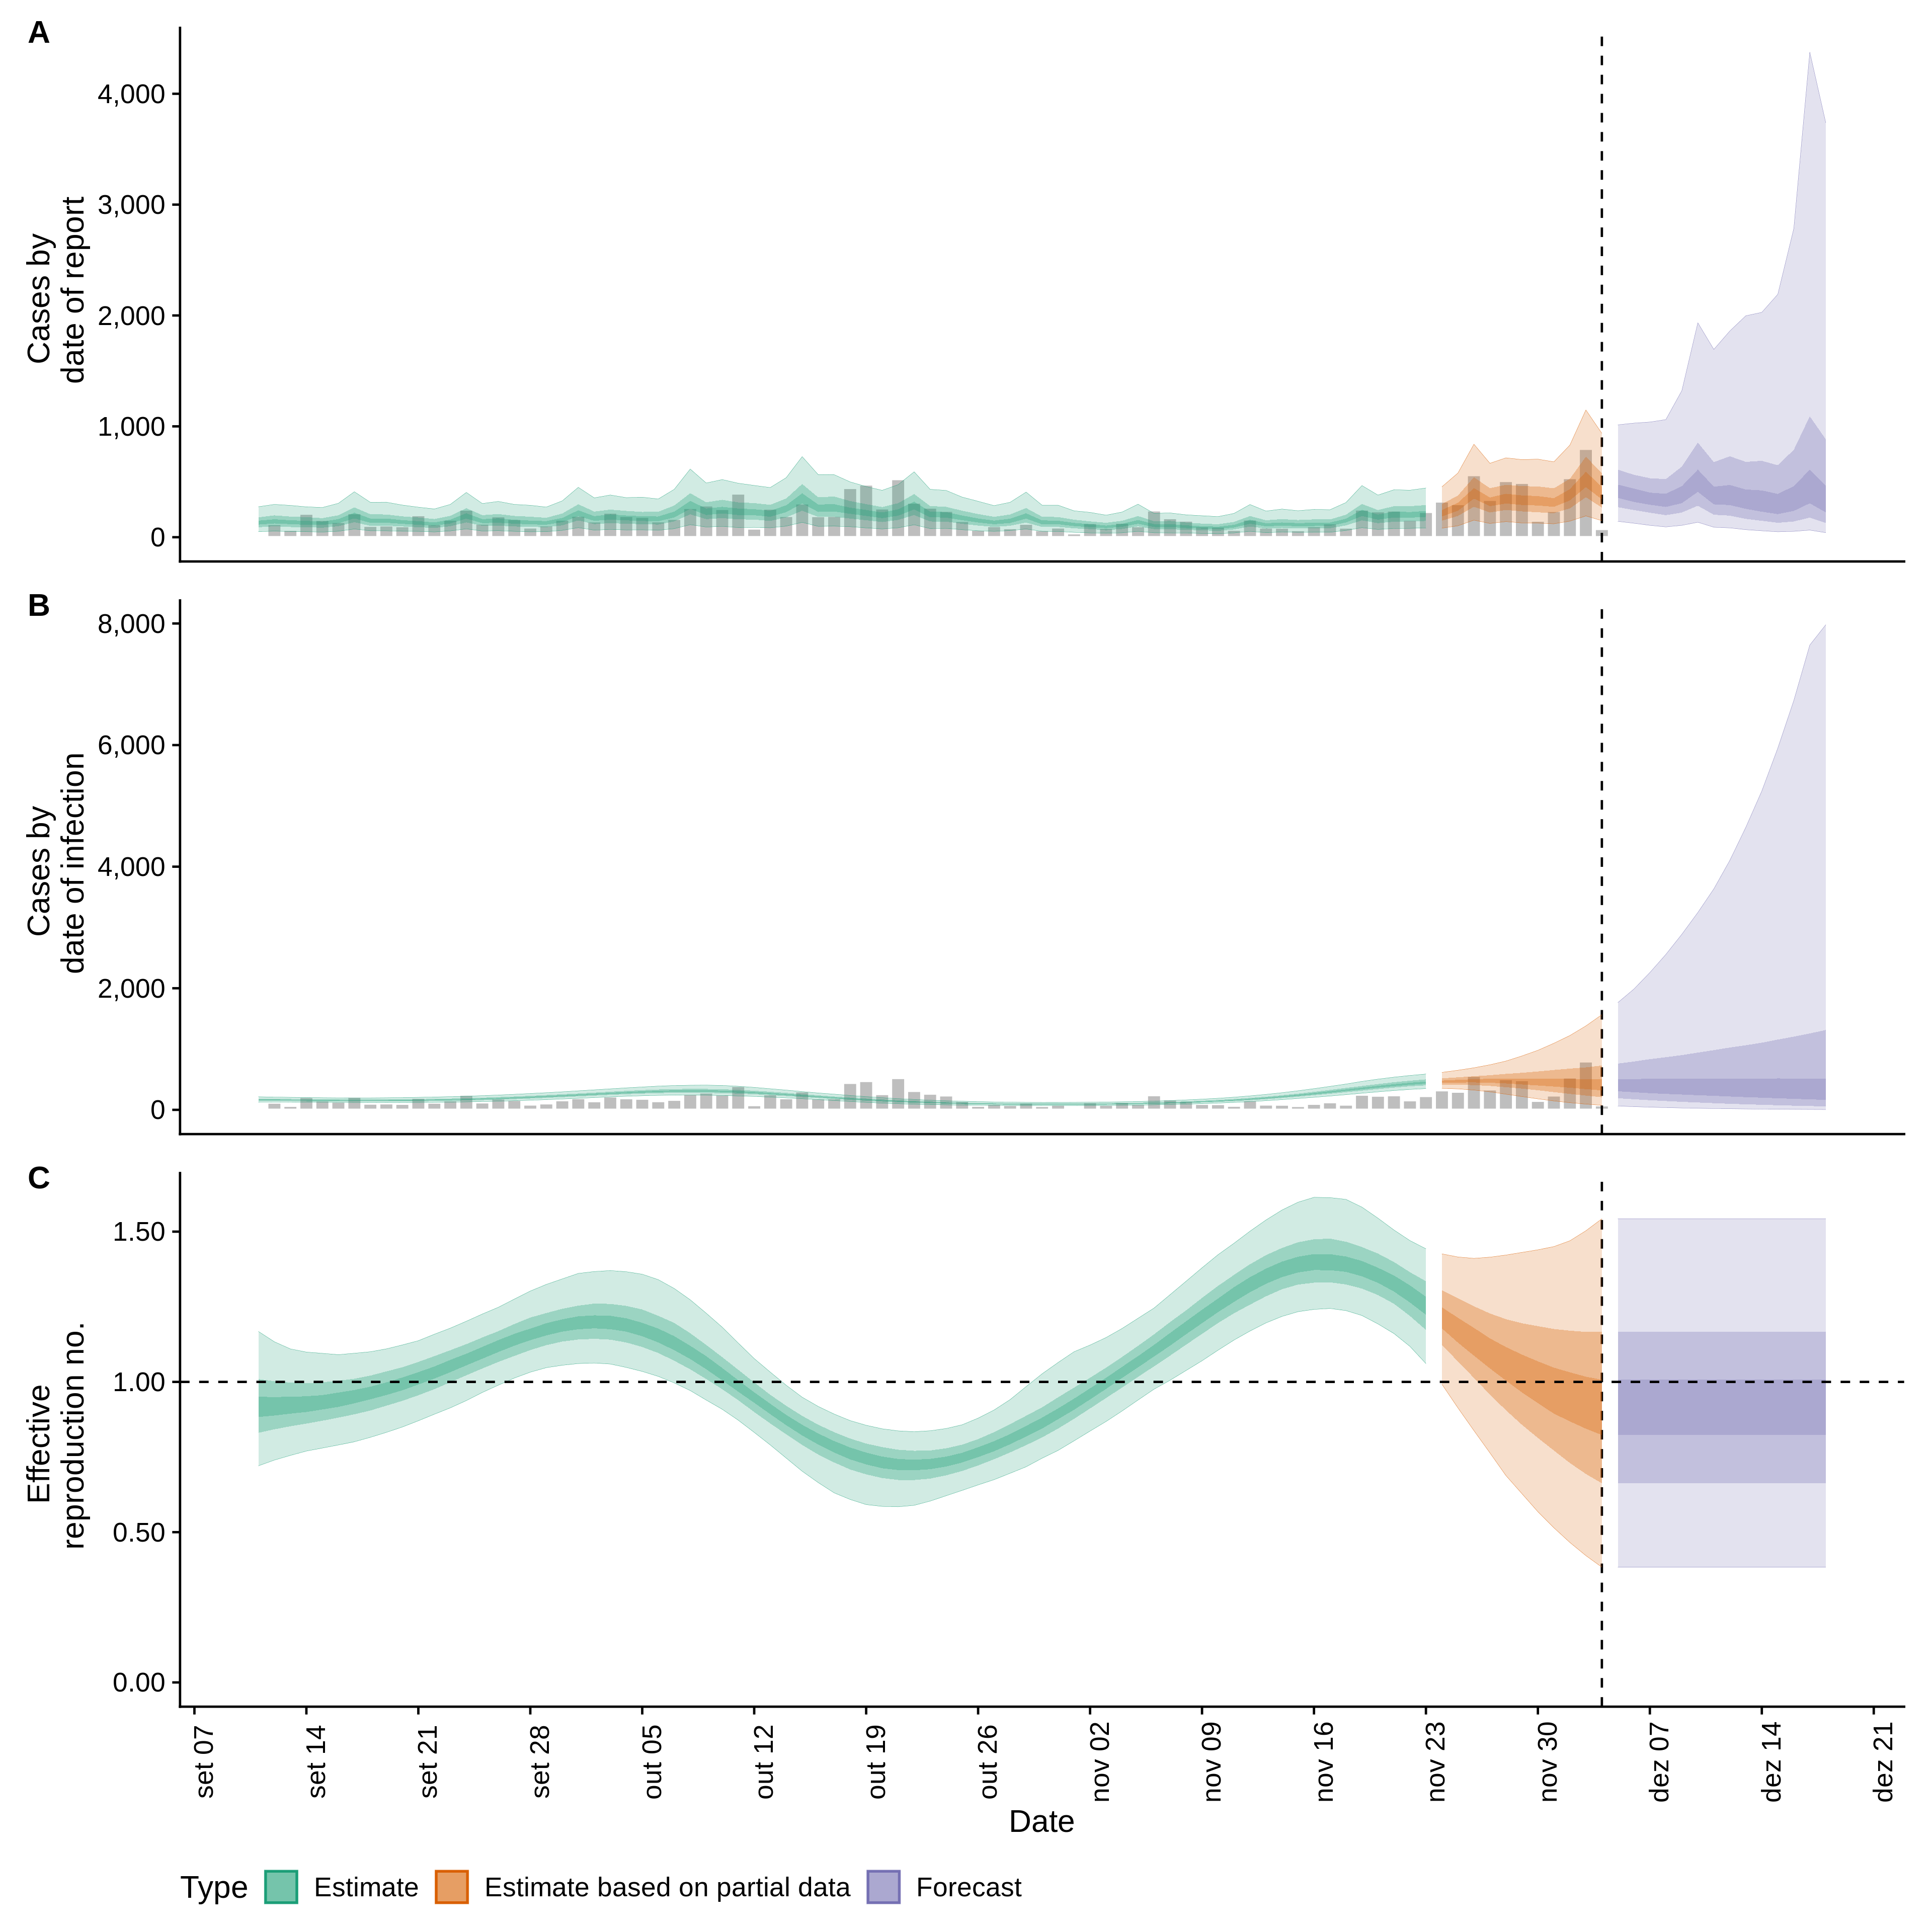 A
4,000
3,000
2,000
1,000
0
Cases by
date of report
B
8,000
6,000
4,000
2,000
0
Cases by
date of infection
C
1.50
1.00
0.50
0.00
Effective
reproduction no.
set 07
set 14
set 21
set 28
out 05
out 12
out 19
out 26
nov 02
nov 09
nov 16
nov 23
nov 30
dez 07
dez 14
dez 21
Date
Type Estimate Estimate based on partial data Forecast